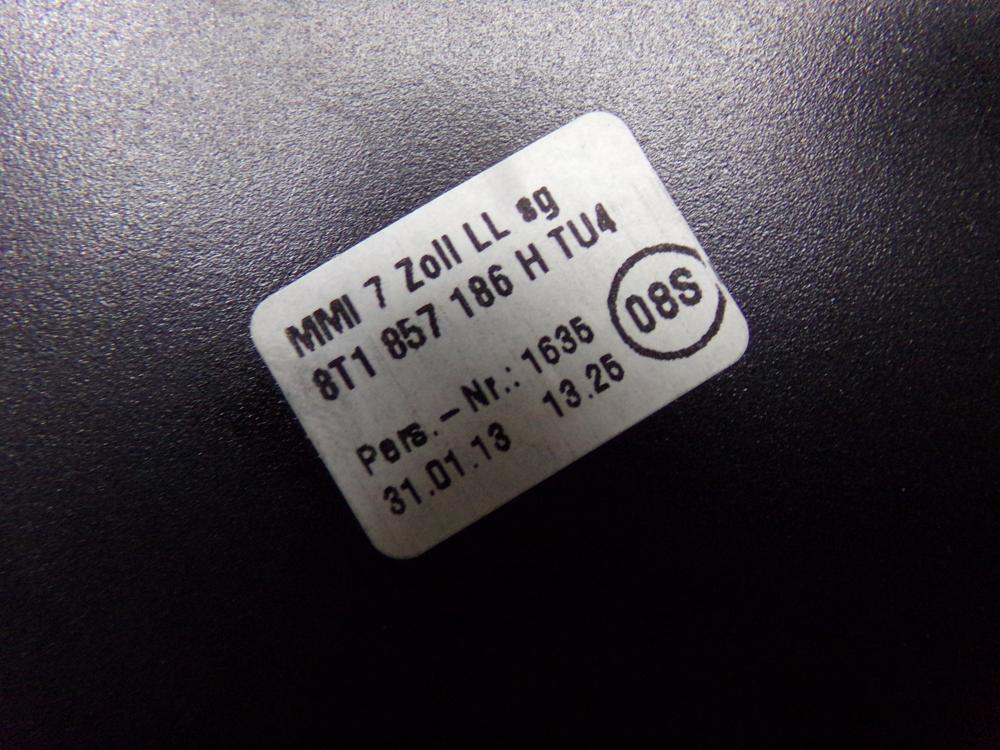 MMI 7 Zoll LL sg
8T1 857 186 H TU4
08S
Pers.-Nr.: 1635
31.01.13 13.25